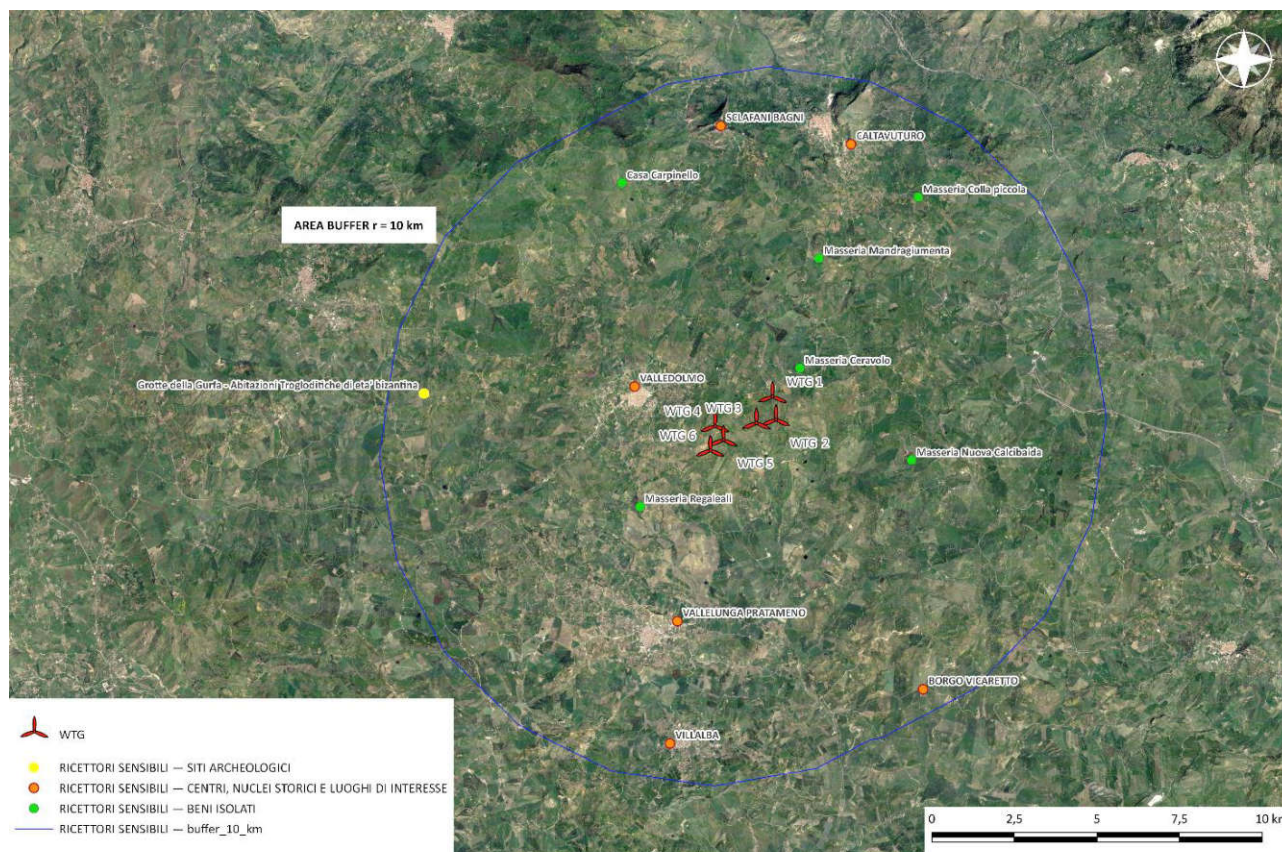 SCLAFANI BAGNI
CALTAVUTURO
Casa Carpinello
Masseria Colla piccola
AREA BUFFER r = 10 km
Masseria Mandragiumenta
Masseria Ceravolo
Grotte della Gurfa - Abitazioni Trogloditiche di eta' bizantina
VALLEDOLMO
WTG 1
WTG 4
WTG 3
WTG 6
WTG 2
Masseria Nuova Calcibaida
WTG 5
Masseria Regaleali
VALLELUNGA PRATAMENO
BORGO VICARETTO
VILLALBA
WTG
RICETTORI SENSIBILI — SITI ARCHEOLOGICI
RICETTORI SENSIBILI — CENTRI, NUCLEI STORICI E LUOGHI DI INTERESSE
RICETTORI SENSIBILI — BENI ISOLATI
RICETTORI SENSIBILI — buffer_10_km
0 2,5 5 7,5 10 km